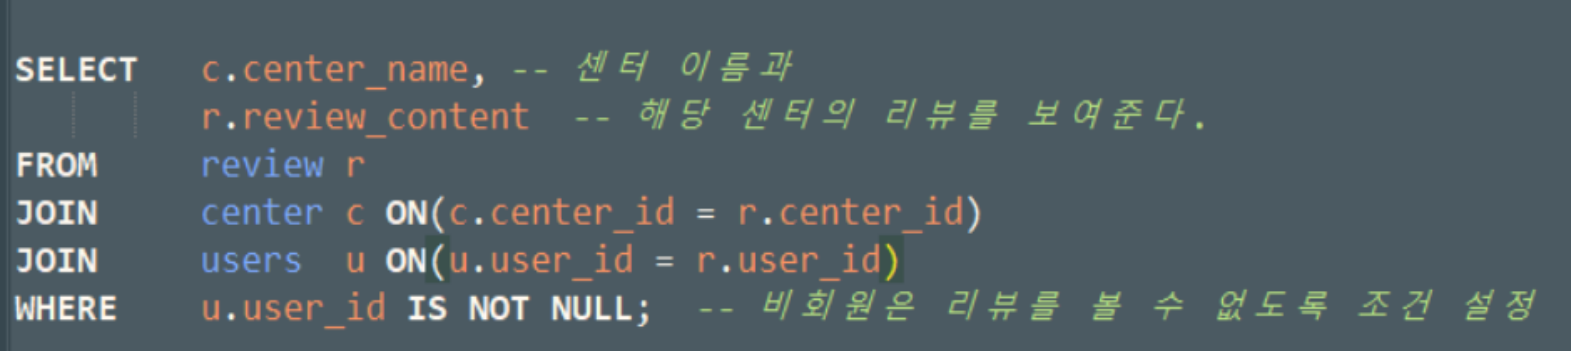 SELECT c.center_name, -- 센터 이름과
r.review_content -- 해당 센터의 리뷰를 보여준다.
FROM review r
JOIN center c ON(c.center_id = r.center_id)
JOIN users u ON(u.user_id = r.user_id)
WHERE u.user_id IS NOT NULL; -- 비회원은 리뷰를 볼 수 없도록 조건 설정